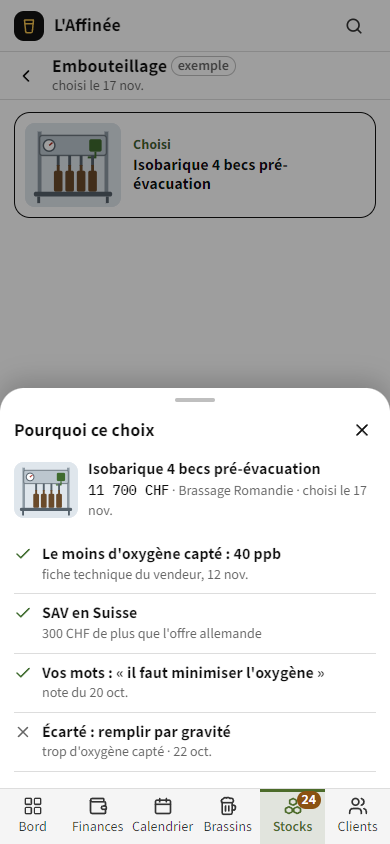 L'Affinée
Embouteillage exemple
choisi le 17 nov.
Choisi
Isobarique 4 becs pré-
évacuation
Pourquoi ce choix
Isobarique 4 becs pré-évacuation
11 700 CHF · Brassage Romandie · choisi le 17
nov.
Le moins d'oxygène capté : 40 ppb
fiche technique du vendeur, 12 nov.
SAV en Suisse
300 CHF de plus que l'offre allemande
Vos mots : « il faut minimiser l'oxygène »
note du 20 oct.
Écarté : remplir par gravité
trop d'oxygène capté · 22 oct.
24
Bord Finances Calendrier Brassins Stocks Clients